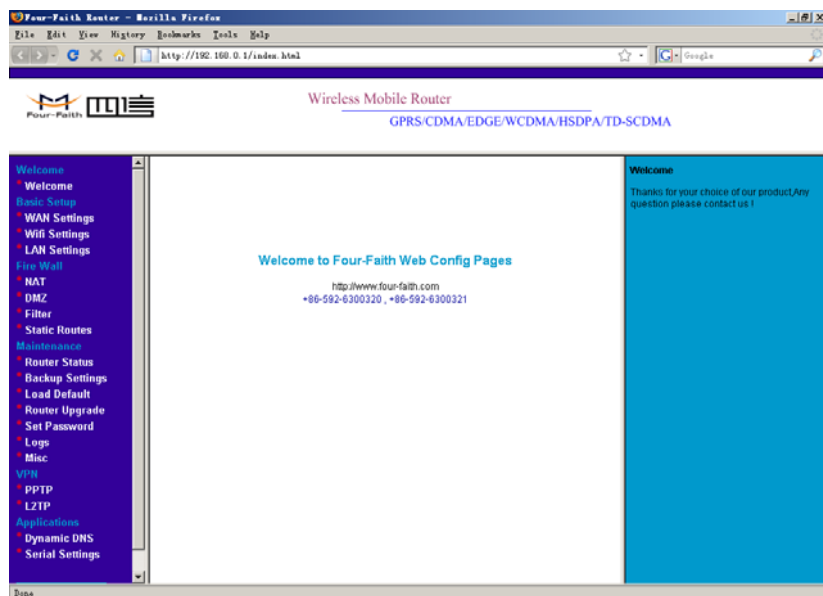 Four-Faith Router - Mozilla Firefox
File Edit View History Bookmarks Tools Help
http://192.168.0.1/index.html
Google
Four-Faith 四信
Wireless Mobile Router
GPRS/CDMA/EDGE/WCDMA/HSDPA/TD-SCDMA
Welcome
Welcome
Basic Setup
WAN Settings
Wifi Settings
LAN Settings
Fire Wall
NAT
DMZ
Filter
Static Routes
Maintenance
Router Status
Backup Settings
Load Default
Router Upgrade
Set Password
Logs
Misc
VPN
PPTP
L2TP
Applications
Dynamic DNS
Serial Settings
Welcome to Four-Faith Web Config Pages
http://www.four-faith.com
+86-592-6300320 , +86-592-6300321
Welcome
Thanks for your choice of our product,Any
question please contact us !
Done